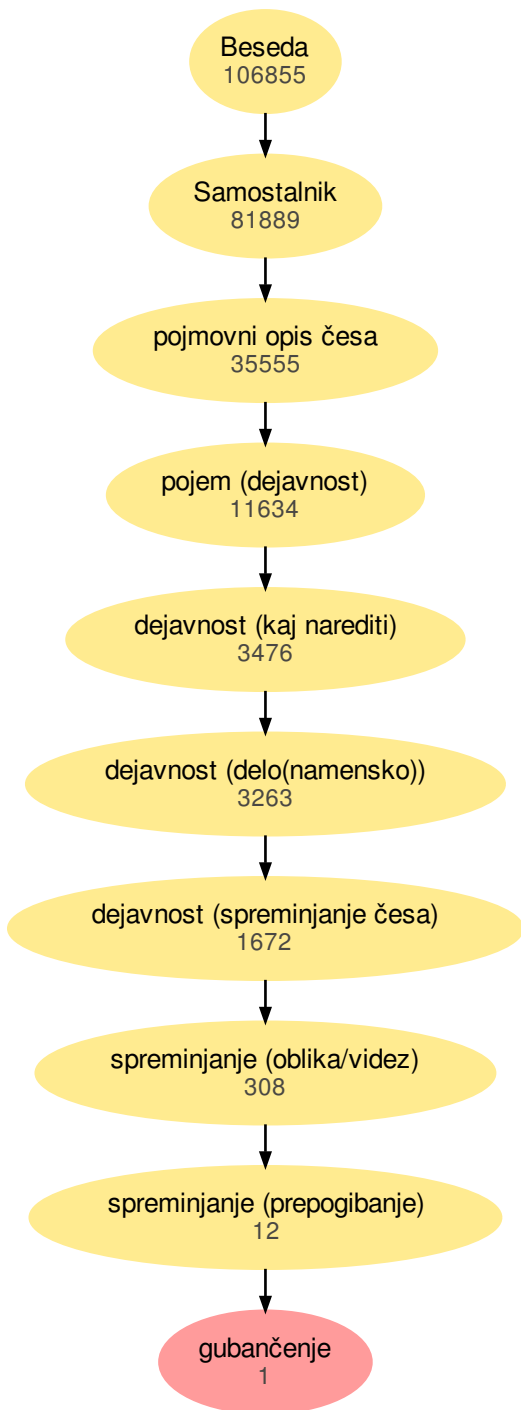 Beseda
106855
Samostalnik
81889
pojmovni opis česa
35555
pojem (dejavnost)
11634
dejavnost (kaj narediti)
3476
dejavnost (delo(namensko))
3263
dejavnost (spreminjanje česa)
1672
spreminjanje (oblika/videz)
308
spreminjanje (prepogibanje)
12
gubančenje
1